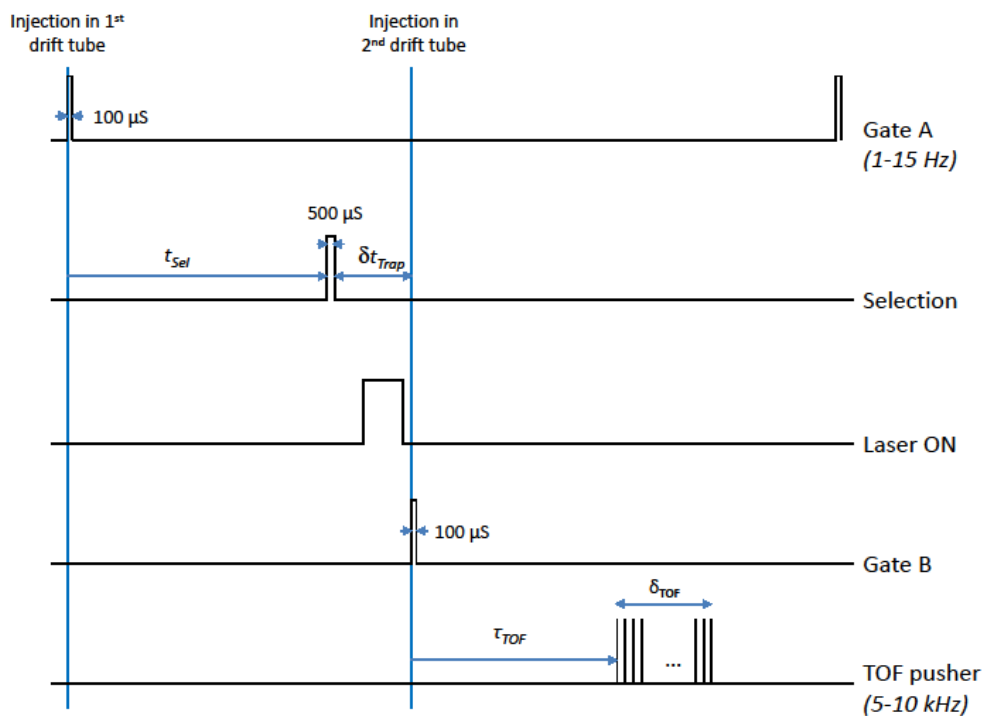 Injection in 1st
drift tube
Injection in
2nd drift tube
100 µS
Gate A
(1-15 Hz)
500 µS
tSel
δtTrap
Selection
Laser ON
100 µS
Gate B
δTOF
τTOF
...
TOF pusher
(5-10 kHz)